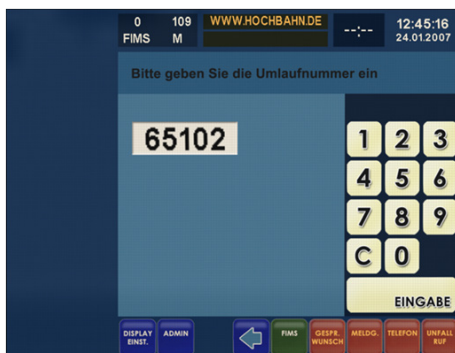 0 109 WWW.HOCHBAHN.DE --:-- 12:45:16
FIMS M 24.01.2007
Bitte geben Sie die Umlaufnummer ein
65102
1 2 3
4 5 6
7 8 9
C 0
EINGABE
DISPLAY EINST. ADMIN FIMS GESPR. WUNSCH MELDG. TELEFON UNFALL RUF